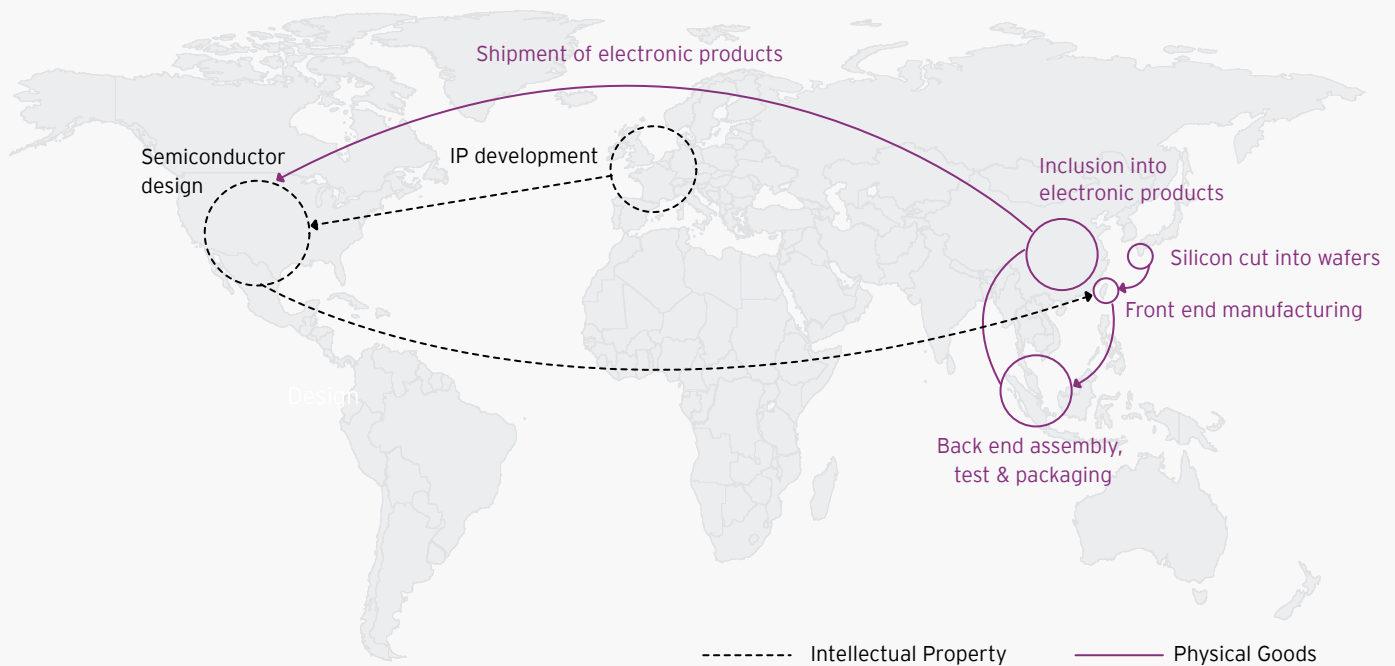 Shipment of electronic products
Semiconductor
design
IP development
Inclusion into
electronic products
Silicon cut into wafers
Front end manufacturing
Design
Back end assembly,
test & packaging
Intellectual Property
Physical Goods